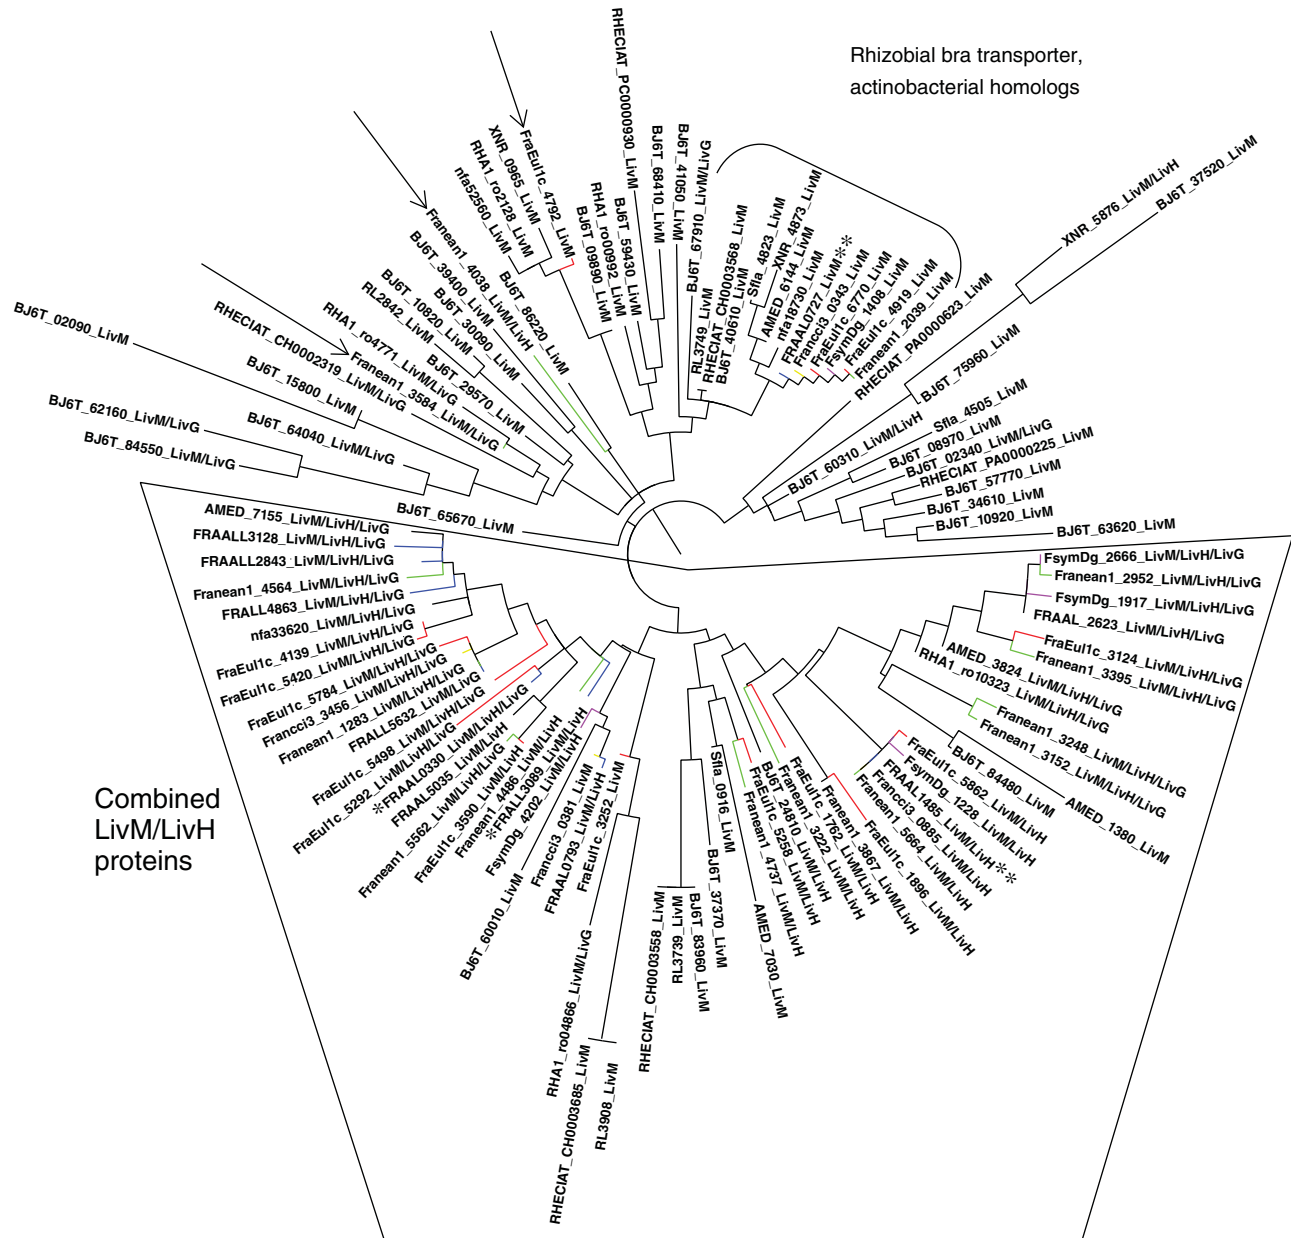 Rhizobial bra transporter,
actinobacterial homologs
RHECIAT_PC0000930_LivM
BJ6T_68410_LivM
BJ6T_41050_LivM
BJ6T_67910_LivM/LivG
FraEul1c_4792_LivM
XNR_0965_LivM
RHA1_ro2128_LivM
nfa52560_LivM
BJ6T_59430_LivM
RHA1_ro00992_LivM
BJ6T_09890_LivM
Franean1_4038_LivM/LivH
BJ6T_86220_LivM
BJ6T_39400_LivM
BJ6T_30090_LivM
BJ6T_10820_LivM
RL2842_LivM
BJ6T_29570_LivM
RHA1_ro4771_LivM/LivG
Franean1_3584_LivM/LivG
RHECIAT_CH0002319_LivM/LivG
BJ6T_02090_LivM
BJ6T_15800_LivM
BJ6T_64040_LivM/LivG
BJ6T_62160_LivM/LivG
BJ6T_84550_LivM/LivG
BJ6T_65670_LivM
RL3749_LivM
RHECIAT_CH0003568_LivM
BJ6T_40610_LivM
Sfla_4823_LivM
XNR_4873_LivM
AMED_6144_LivM
nfa18730_LivM
FRAAL0727_LivM**
Francci3_0343_LivM
FraEul1c_6770_LivM
FsymDg_1408_LivM
FraEul1c_4919_LivM
Franean1_2039_LivM
RHECIAT_PA0000623_LivM
XNR_5876_LivM/LivH
BJ6T_37520_LivM
BJ6T_75960_LivM
BJ6T_60310_LivM/LivH
Sfla_4505_LivM
BJ6T_08970_LivM
BJ6T_02340_LivM/LivG
RHECIAT_PA0000225_LivM
BJ6T_57770_LivM
BJ6T_34610_LivM
BJ6T_10920_LivM
BJ6T_63620_LivM
FsymDg_2666_LivM/LivH/LivG
Franean1_2952_LivM/LivH/LivG
FsymDg_1917_LivM/LivH/LivG
FRAAL_2623_LivM/LivH/LivG
FraEul1c_3124_LivM/LivH/LivG
Franean1_3395_LivM/LivH/LivG
AMED_3824_LivM/LivH/LivG
RHA1_ro10323_LivM/LivH/LivG
Franean1_3248_LivM/LivH/LivG
Franean1_3152_LivM/LivH/LivG
BJ6T_84480_LivM
AMED_1380_LivM
FraEul1c_5862_LivM/LivH
FsymDg_1228_LivM/LivH
FRAAL1485_LivM/LivH**
Francci3_0885_LivM/LivH
Franean1_5664_LivM/LivH
FraEul1c_1896_LivM/LivH
Franean1_3867_LivM/LivH
FraEul1c_1762_LivM/LivH
Franean1_3222_LivM/LivH
BJ6T_24810_LivM/LivH
FraEul1c_5258_LivM/LivH
Franean1_4737_LivM/LivH
AMED_7030_LivM
Sfla_0916_LivM
BJ6T_37370_LivM
BJ6T_83960_LivM
RL3739_LivM
RHECIAT_CH0003558_LivM
RL3908_LivM
RHECIAT_CH0003685_LivM
RHA1_ro04866_LivM/LivG
FraEul1c_3252_LivM
FRAAL0793_LivM/LivH
Francci3_0381_LivM
BJ6T_60010_LivM
FsymDg_4202_LivM/LivH
*FRALL3089_LivM/LivH
Franean1_4486_LivM/LivH
FraEul1c_3590_LivM/LivH
Franean1_5562_LivM/LivH/LivG
FRAAL5035_LivM/LivH
*FRAAL0330_LivM/LivH/LivG
FraEul1c_5292_LivM/LivH/LivG
FraEul1c_5498_LivM/LivH/LivG
FRALL5632_LivM/LivG
Franean1_1283_LivM/LivH/LivG
Francci3_3456_LivM/LivH/LivG
FraEul1c_5784_LivM/LivH/LivG
FraEul1c_5420_LivM/LivH/LivG
FraEul1c_4139_LivM/LivH/LivG
nfa33620_LivM/LivH/LivG
FRALL4863_LivM/LivH/LivG
Franean1_4564_LivM/LivH/LivG
FRAALL2843_LivM/LivH/LivG
FRAALL3128_LivM/LivH/LivG
AMED_7155_LivM/LivH/LivG
Combined
LivM/LivH
proteins